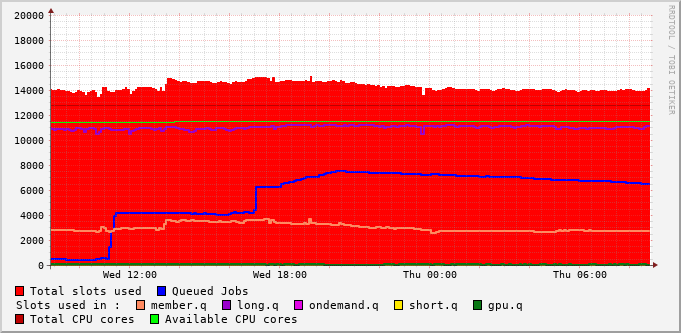 20000
18000
16000
14000
12000
10000
8000
6000
4000
2000
0
Wed 12:00 Wed 18:00 Thu 00:00 Thu 06:00
Total slots used Queued Jobs
Slots used in : member.q long.q ondemand.q short.q gpu.q
Total CPU cores Available CPU cores
RRDTOOL / TOBI OETIKER